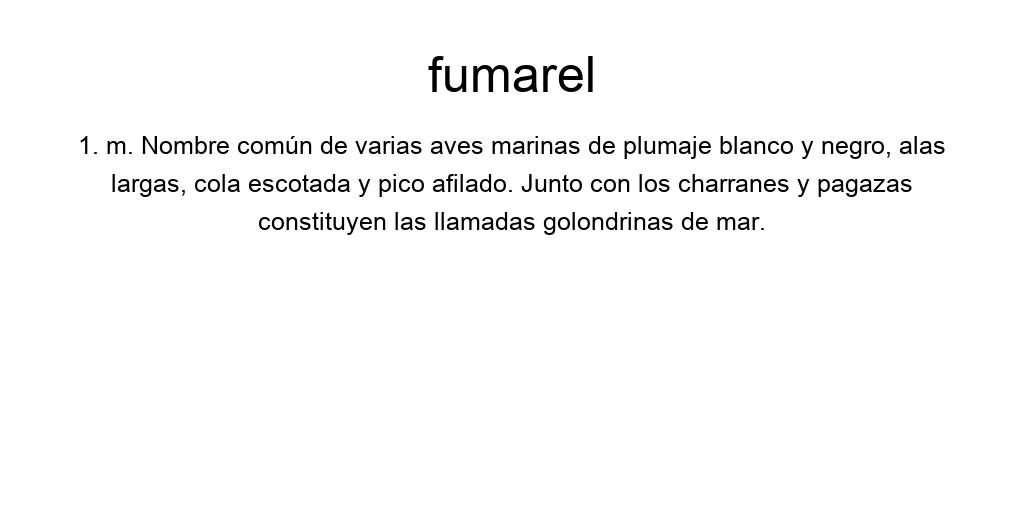 fumarel
1. m. Nombre común de varias aves marinas de plumaje blanco y negro, alas
largas, cola escotada y pico afilado. Junto con los charranes y pagazas
constituyen las llamadas golondrinas de mar.